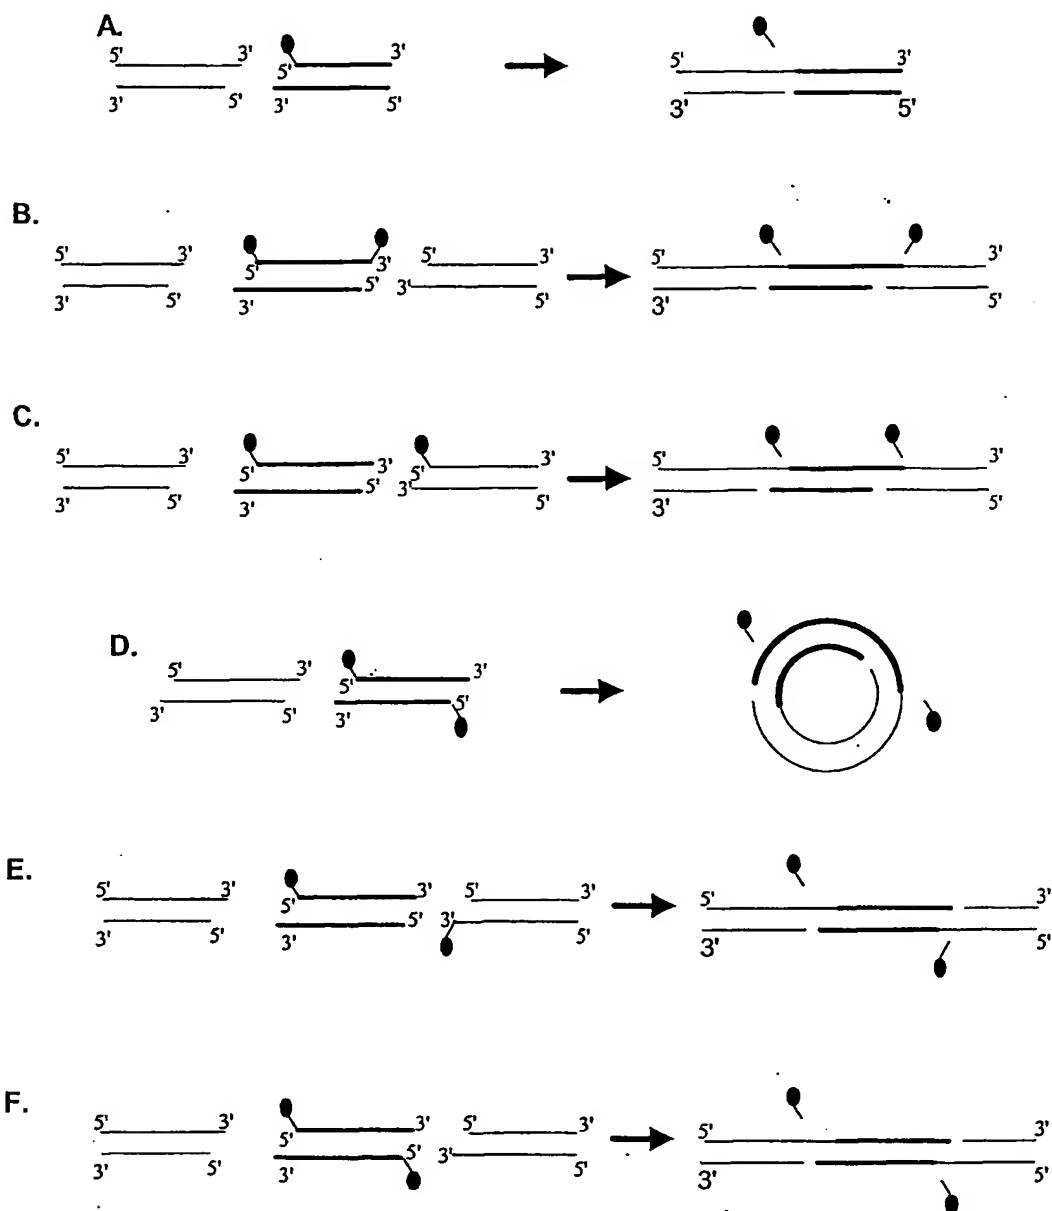 A.
5' 3' 5' 3' 5' 3'
3' 5' 3' 5' 3' 5'
B.
5' 3' 5' 3' 5' 3' 5' 3'
3' 5' 3' 5' 3' 5' 3' 5'
C.
5' 3' 5' 3' 5' 3' 5' 3'
3' 5' 3' 5' 3' 5' 3' 5'
D.
5' 3' 5' 3'
3' 5' 3' 5'
E.
5' 3' 5' 3' 5' 3' 5' 3'
3' 5' 3' 5' 3' 5' 3' 5'
F.
5' 3' 5' 3' 5' 3' 5' 3'
3' 5' 3' 5' 3' 5' 3' 5'